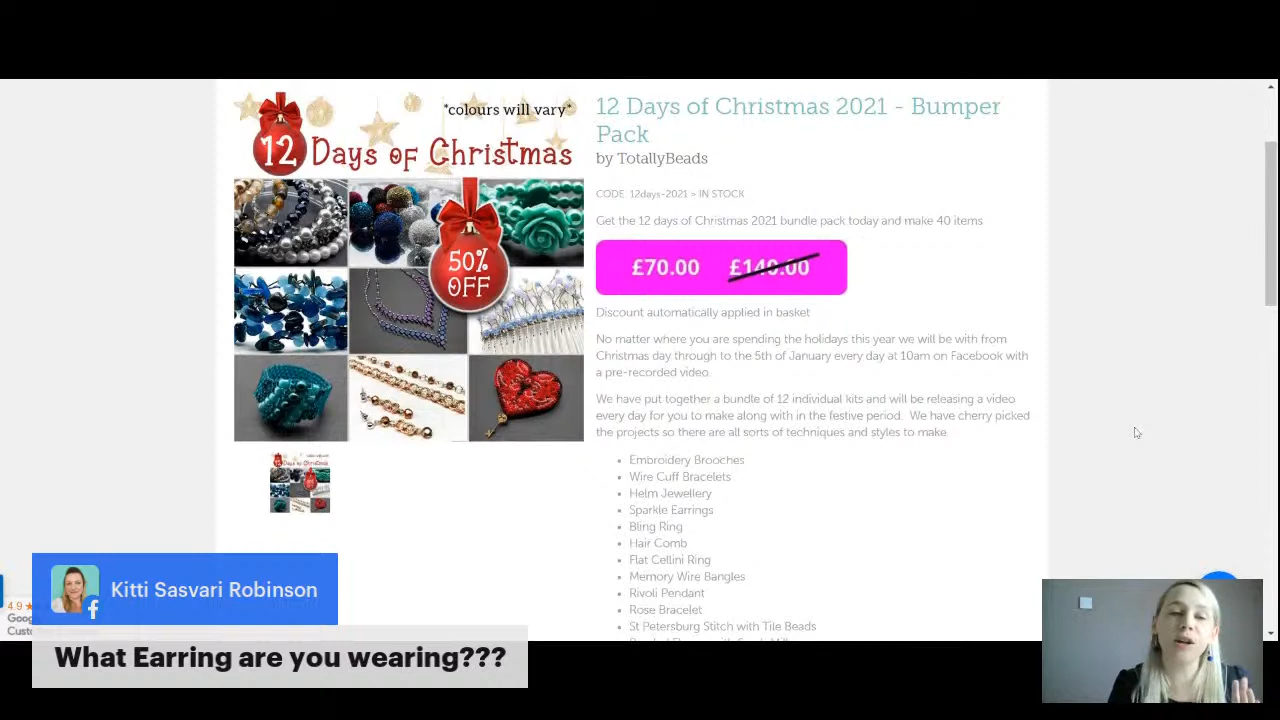 *colours will vary*
12 Days of Christmas
50%
OFF
12 Days of Christmas 2021 - Bumper
Pack
by TotallyBeads
CODE: 12days-2021 > IN STOCK
Get the 12 days of Christmas 2021 bundle pack today and make 40 items
£70.00 £140.00
Discount automatically applied in basket
No matter where you are spending the holidays this year we will be with from
Christmas day through to the 5th of January every day at 10am on Facebook with
a pre-recorded video.
We have put together a bundle of 12 individual kits and will be releasing a video
every day for you to make along with in the festive period. We have cherry picked
the projects so there are all sorts of techniques and styles to make.
Embroidery Brooches
Wire Cuff Bracelets
Helm Jewellery
Sparkle Earrings
Bling Ring
Hair Comb
Flat Cellini Ring
Memory Wire Bangles
Rivoli Pendant
Rose Bracelet
St Petersburg Stitch with Tile Beads
Kitti Sasvari Robinson
4.9
What Earring are you wearing???